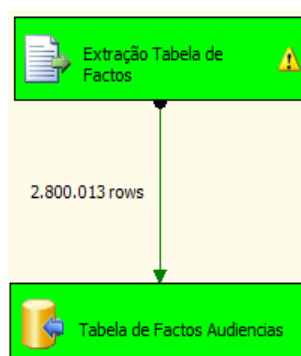 Extração Tabela de
Factos
2.800.013 rows
Tabela de Factos Audiencias